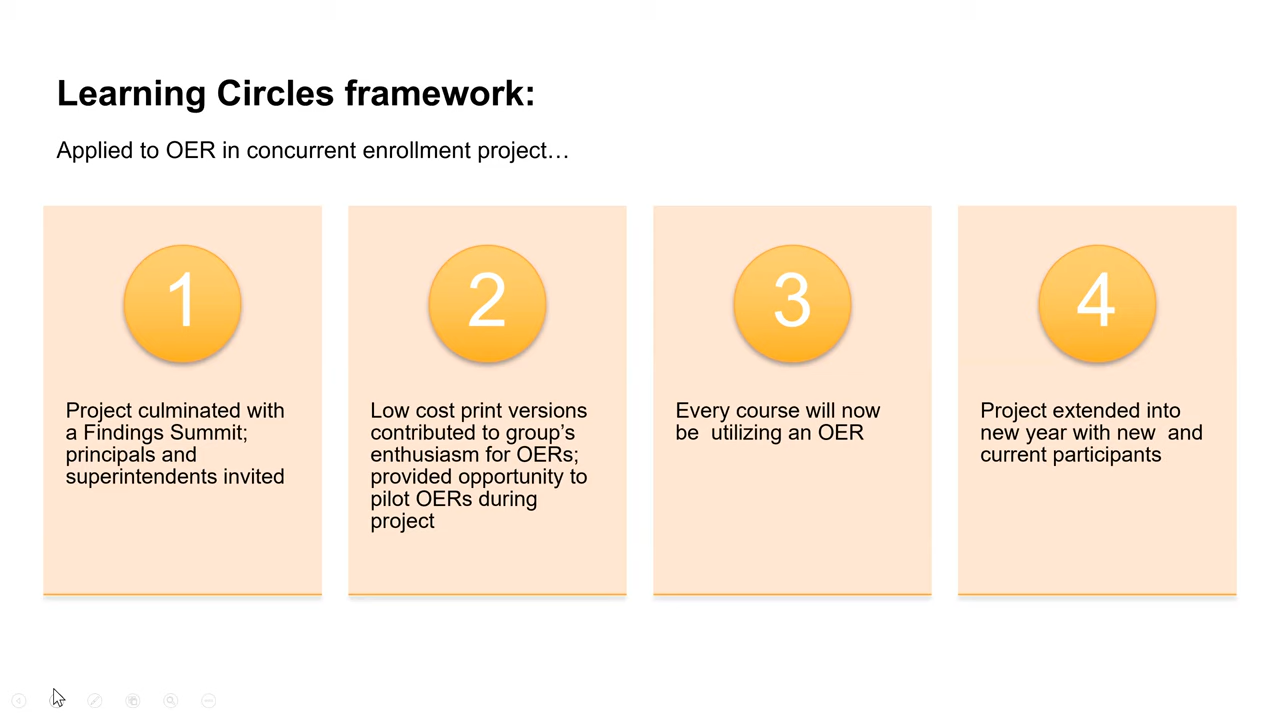 Learning Circles framework:
Applied to OER in concurrent enrollment project…
1
Project culminated with
a Findings Summit;
principals and
superintendents invited
2
Low cost print versions
contributed to group’s
enthusiasm for OERs;
provided opportunity to
pilot OERs during
project
3
Every course will now
be  utilizing an OER
4
Project extended into
new year with new  and
current participants